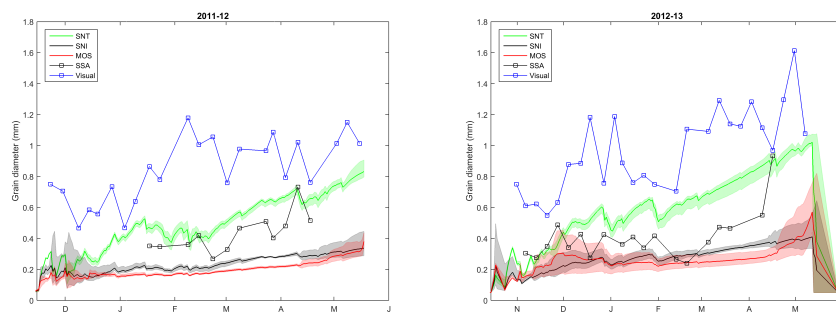 2011-12
1.8
1.6
1.4
1.2
1
0.8
0.6
0.4
0.2
0
Grain diameter (mm)
SNT
SNI
MOS
SSA
Visual
D J F M A M J
2012-13
1.8
1.6
1.4
1.2
1
0.8
0.6
0.4
0.2
0
Grain diameter (mm)
SNT
SNI
MOS
SSA
Visual
N D J F M A M